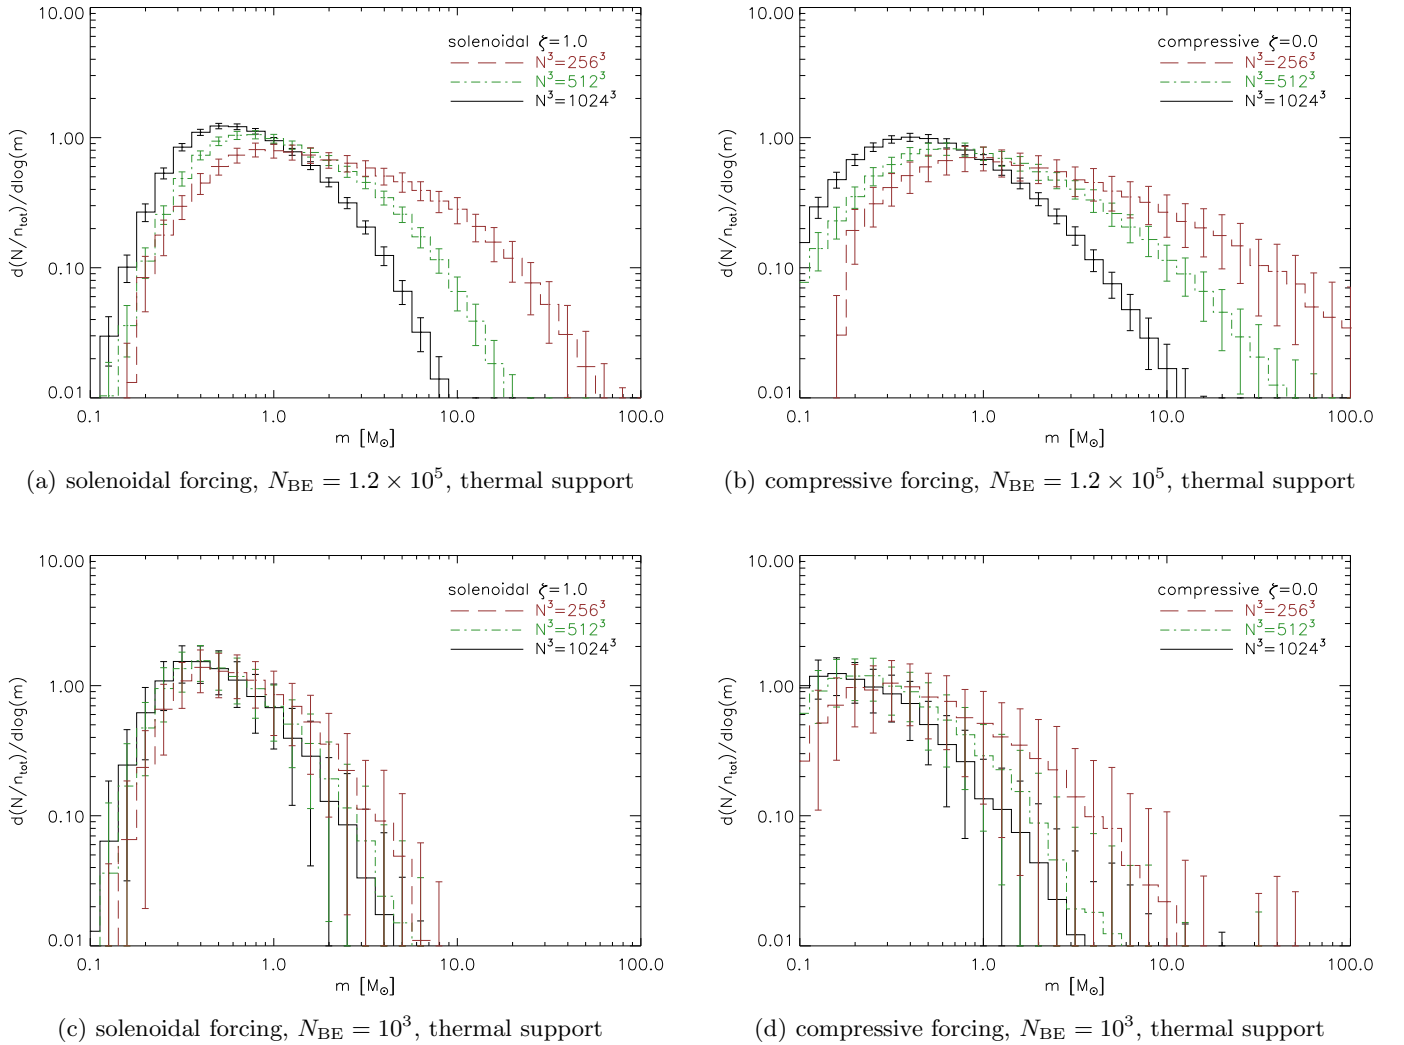 10.00
1.00
0.10
0.01
d(N/n_tot)/dlog(m)
solenoidal ζ=1.0
N³=256³
N³=512³
N³=1024³
0.1 1.0 10.0 100.0
m [M⊙]
(a) solenoidal forcing, N_BE = 1.2 × 10⁵, thermal support
10.00
1.00
0.10
0.01
d(N/n_tot)/dlog(m)
compressive ζ=0.0
N³=256³
N³=512³
N³=1024³
0.1 1.0 10.0 100.0
m [M⊙]
(b) compressive forcing, N_BE = 1.2 × 10⁵, thermal support
10.00
1.00
0.10
0.01
d(N/n_tot)/dlog(m)
solenoidal ζ=1.0
N³=256³
N³=512³
N³=1024³
0.1 1.0 10.0 100.0
m [M⊙]
(c) solenoidal forcing, N_BE = 10³, thermal support
10.00
1.00
0.10
0.01
d(N/n_tot)/dlog(m)
compressive ζ=0.0
N³=256³
N³=512³
N³=1024³
0.1 1.0 10.0 100.0
m [M⊙]
(d) compressive forcing, N_BE = 10³, thermal support